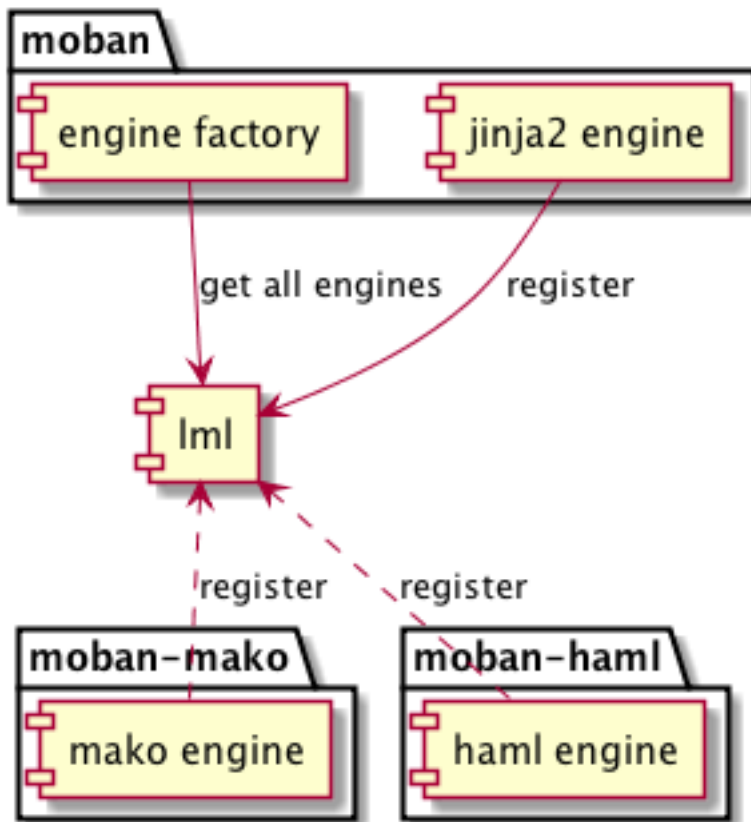 moban
engine factory
jinja2 engine
get all engines
register
lml
register
register
moban-mako
moban-haml
mako engine
haml engine